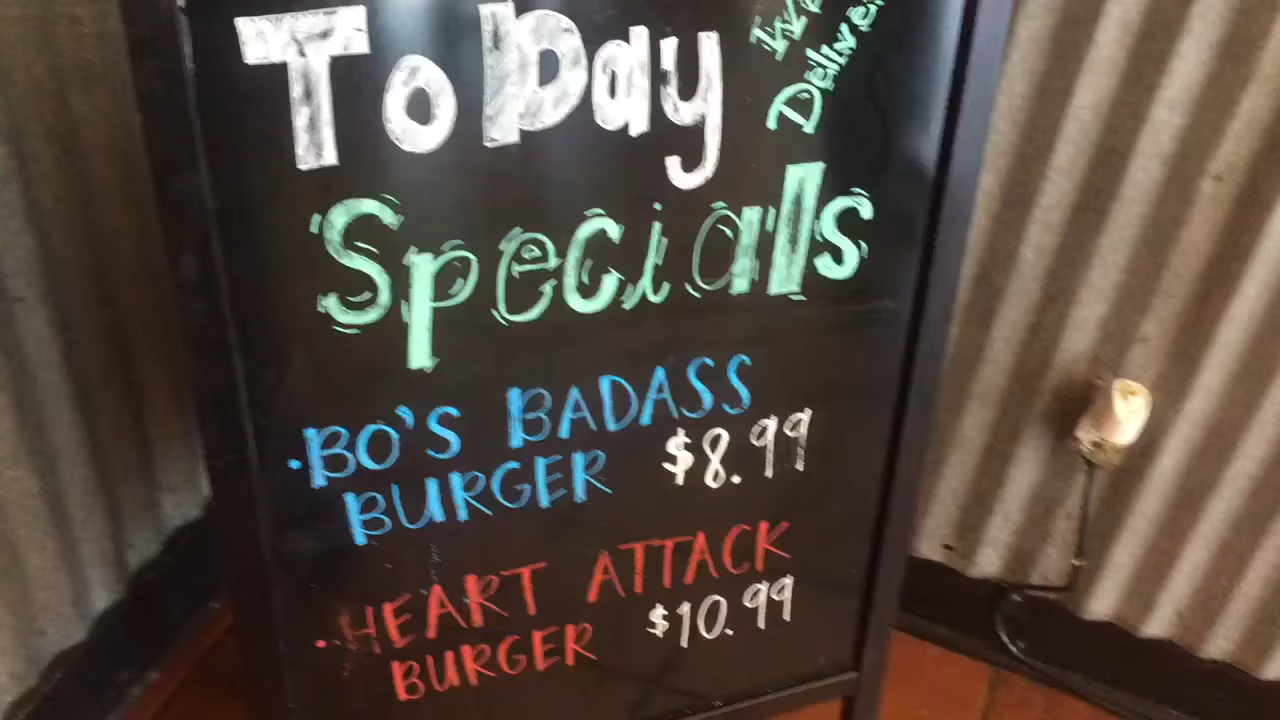 Today
Specials
·BO'S BADASS
BURGER $8.99
·HEART ATTACK
BURGER $10.99